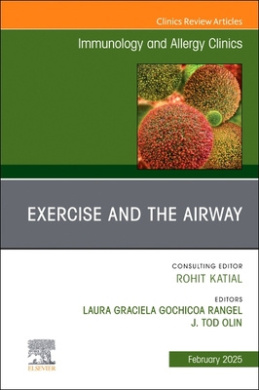 Clinics Review Articles
Immunology and Allergy Clinics
EXERCISE AND THE AIRWAY
CONSULTING EDITOR
ROHIT KATIAL
EDITORS
LAURA GRACIELA GOCHICOA RANGEL
J. TOD OLIN
ELSEVIER
February 2025